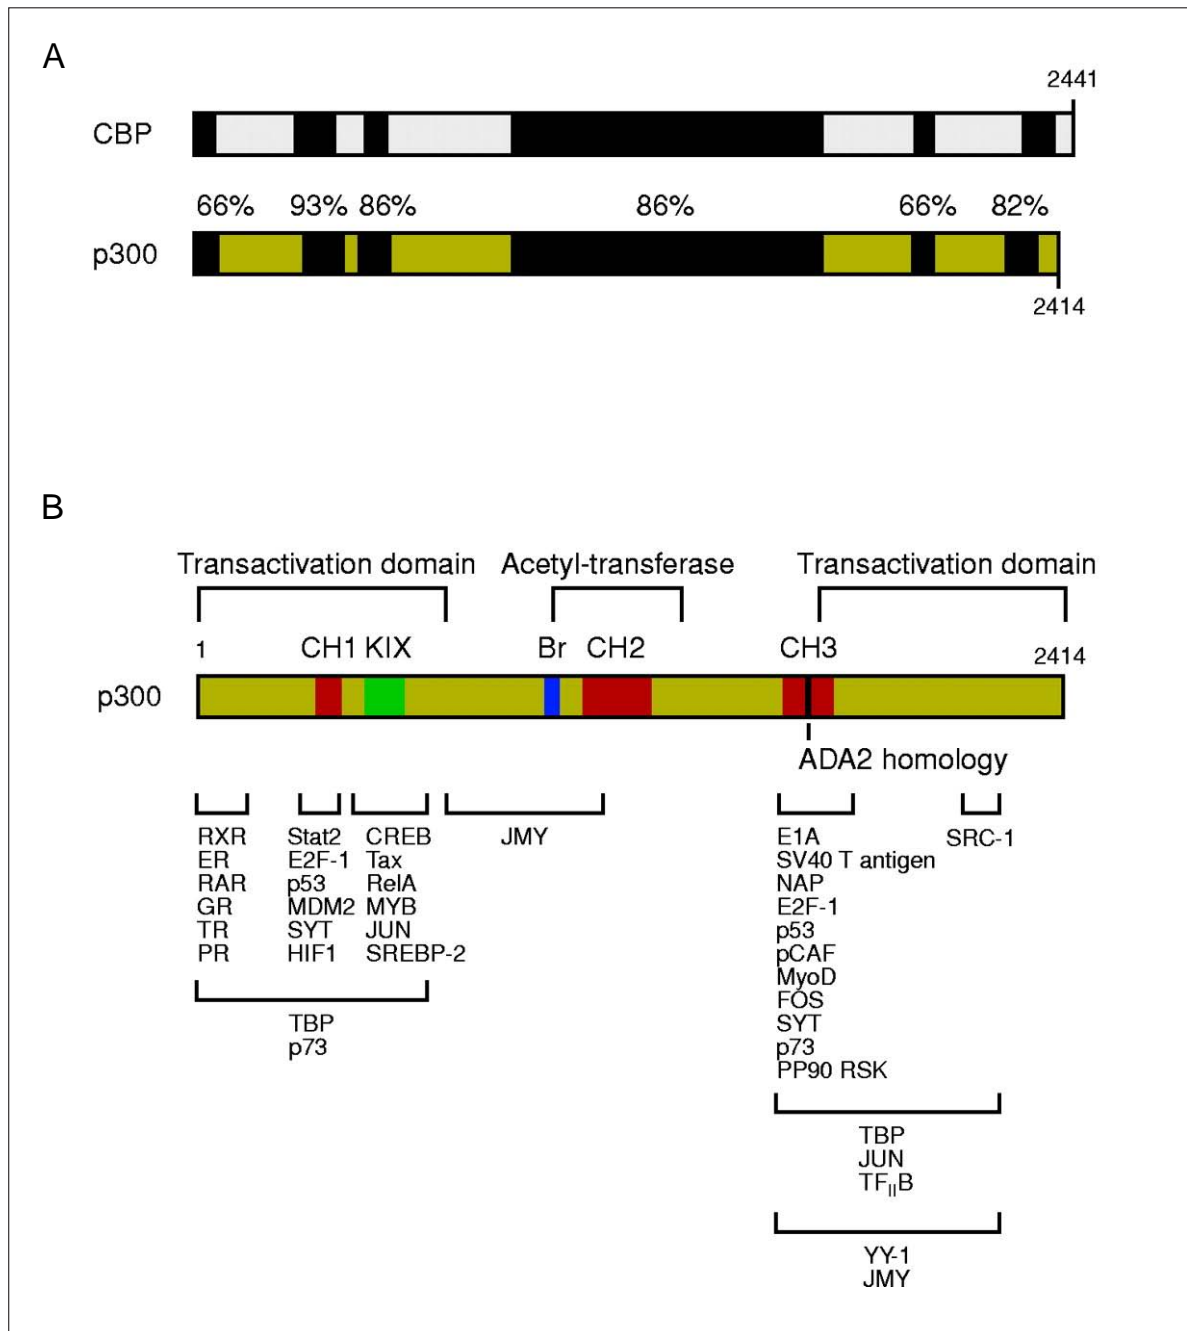 A
2441
CBP
66% 93% 86% 86% 66% 82%
p300
2414
B
Transactivation domain Acetyl-transferase Transactivation domain
1 CH1 KIX Br CH2 CH3 2414
p300
ADA2 homology
RXR
ER
RAR
GR
TR
PR
Stat2
E2F-1
p53
MDM2
SYT
HIF1
CREB
Tax
RelA
MYB
JUN
SREBP-2
TBP
p73
JMY
E1A
SV40 T antigen
NAP
E2F-1
p53
pCAF
MyoD
FOS
SYT
p73
PP90 RSK
SRC-1
TBP
JUN
TFIIB
YY-1
JMY